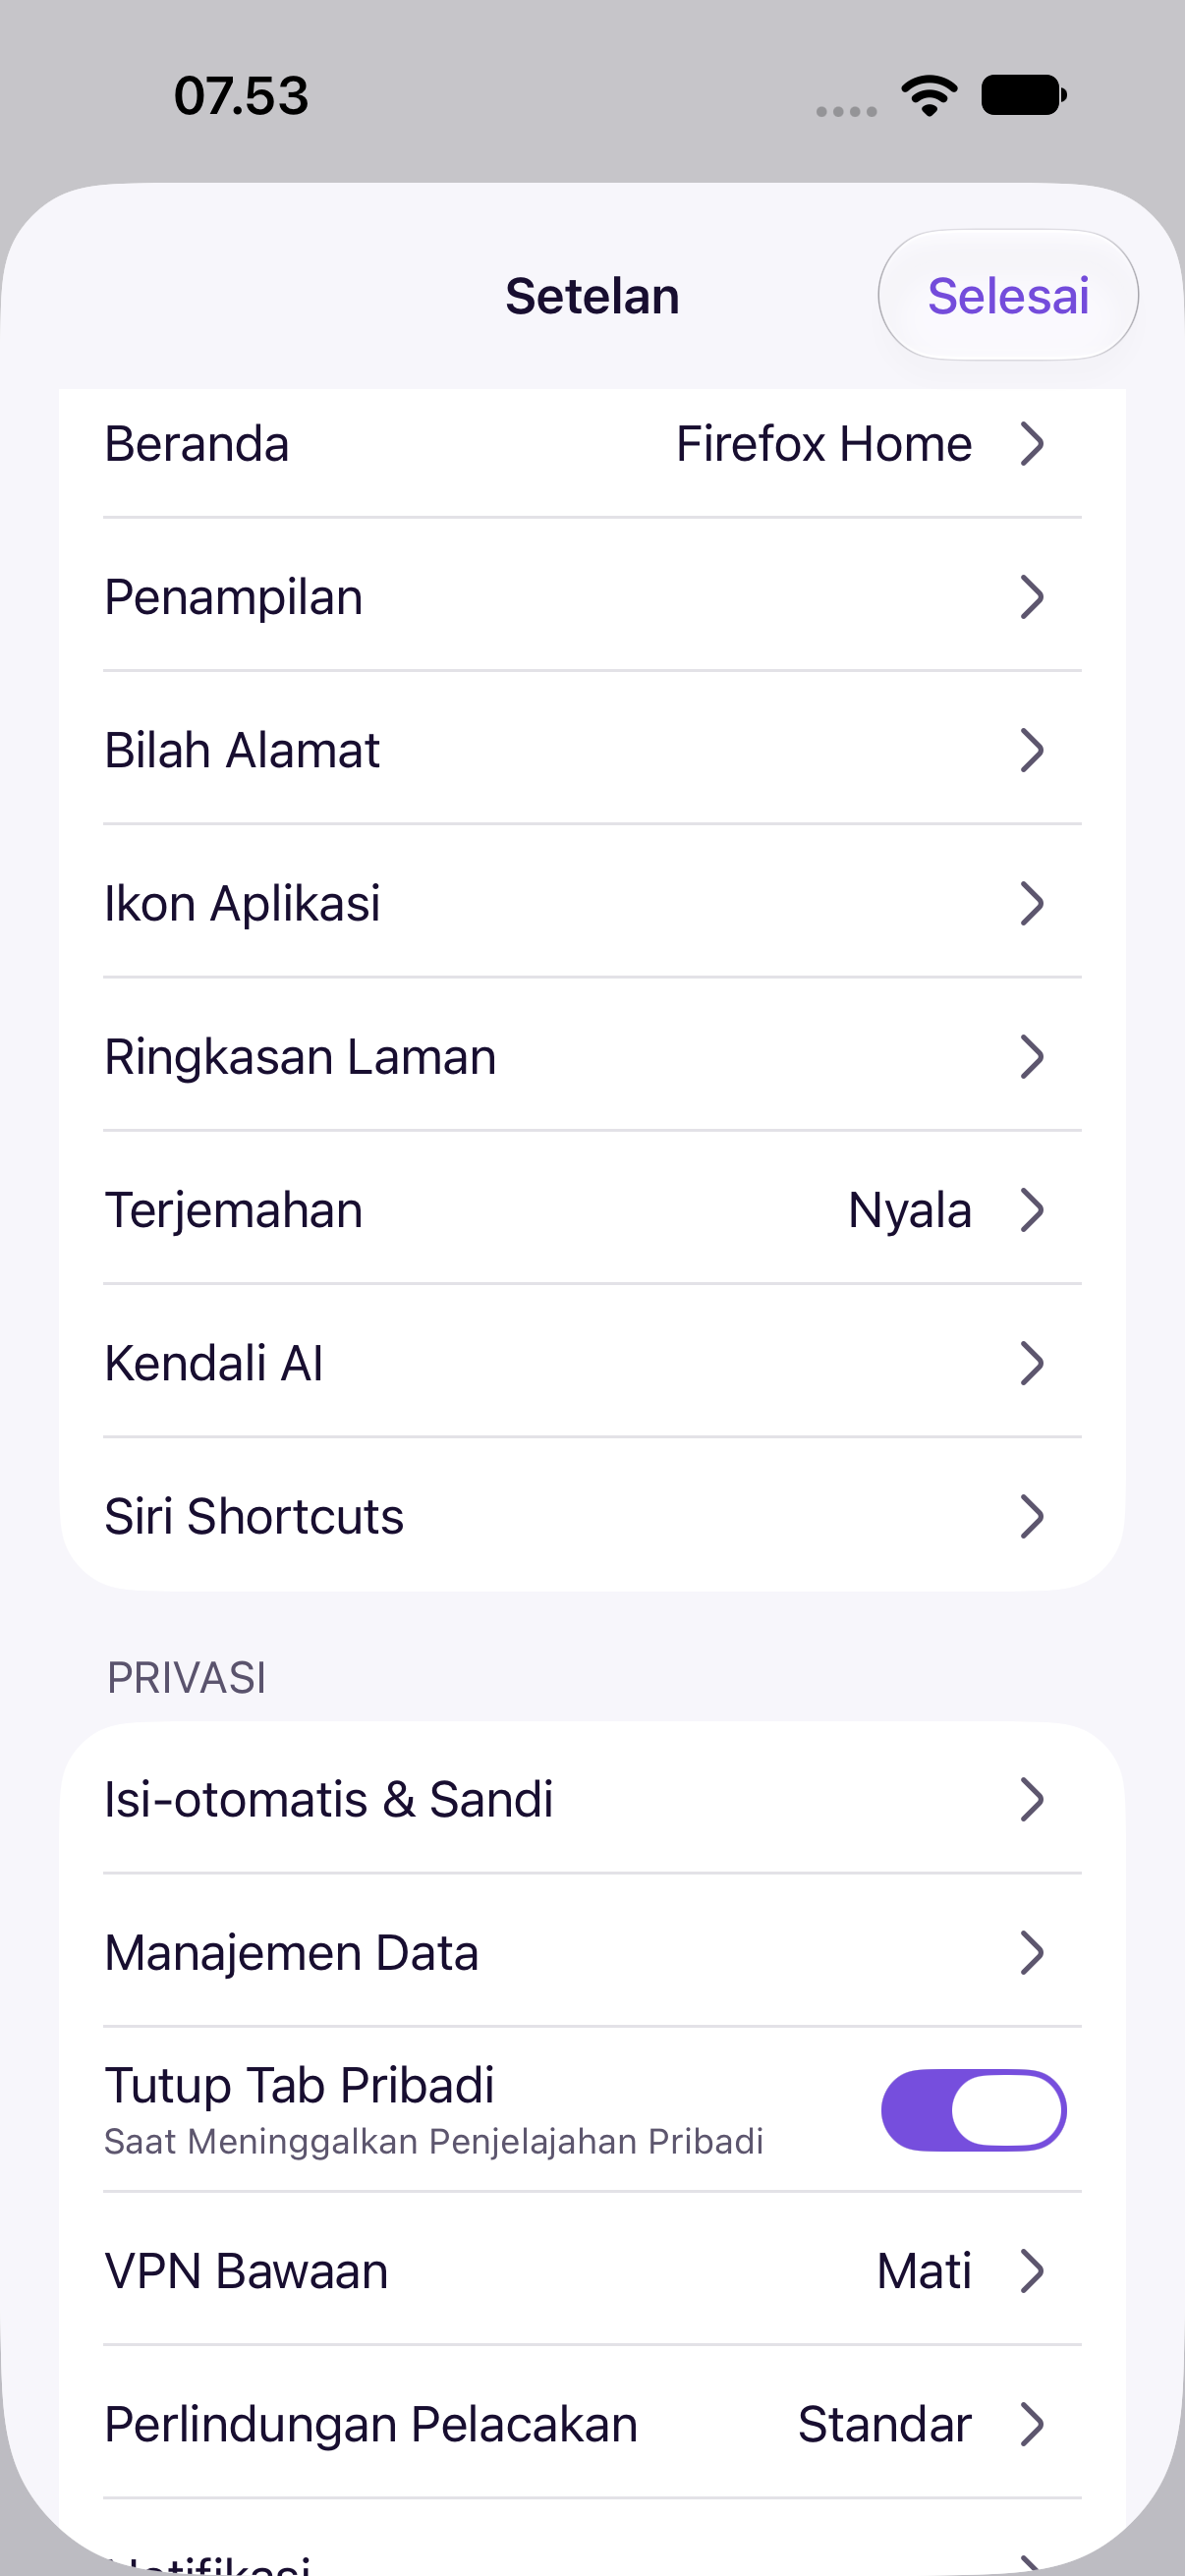 07.53
Setelan
Selesai
Beranda Firefox Home
Penampilan
Bilah Alamat
Ikon Aplikasi
Ringkasan Laman
Terjemahan Nyala
Kendali AI
Siri Shortcuts
PRIVASI
Isi-otomatis & Sandi
Manajemen Data
Tutup Tab Pribadi
Saat Meninggalkan Penjelajahan Pribadi
VPN Bawaan Mati
Perlindungan Pelacakan Standar
Notifikasi